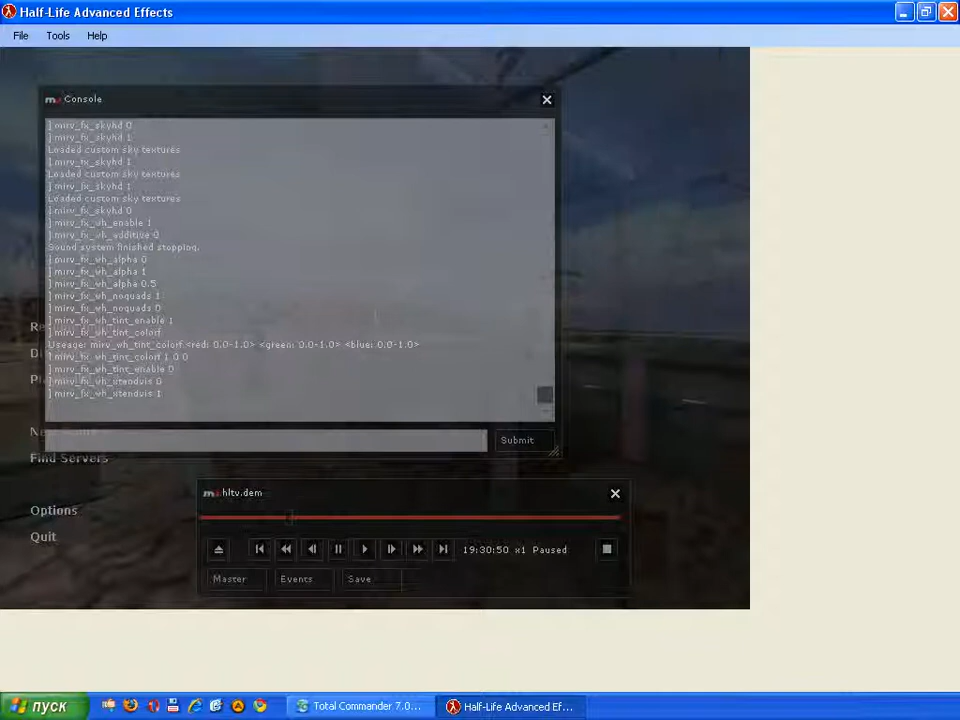 Half-Life Advanced Effects
File Tools Help
Console
] mirv_fx_skyhd 0
] mirv_fx_skyhd 1
Loaded custom sky textures
] mirv_fx_skyhd 1
Loaded custom sky textures
] mirv_fx_skyhd 1
Loaded custom sky textures
] mirv_fx_skyhd 0
] mirv_fx_wh_enable 1
] mirv_fx_wh_additive 0
Sound system finished stopping.
] mirv_fx_wh_alpha 0
] mirv_fx_wh_alpha 1
] mirv_fx_wh_alpha 0.5
] mirv_fx_wh_noquads 1
] mirv_fx_wh_noquads 0
] mirv_fx_wh_tint_enable 1
] mirv_fx_wh_tint_colorf
Useage: mirv_wh_tint_colorf <red: 0.0-1.0> <green: 0.0-1.0> <blue: 0.0-1.0>
] mirv_fx_wh_tint_colorf 1 0 0
] mirv_fx_wh_tint_enable 0
] mirv_fx_wh_xtendvis 0
] mirv_fx_wh_xtendvis 1
Submit
Find Servers
Options
Quit
hltv.dem
19:30:50 x1 Paused
Master Events Save
пуск
Total Commander 7.0...
Half-Life Advanced Ef...